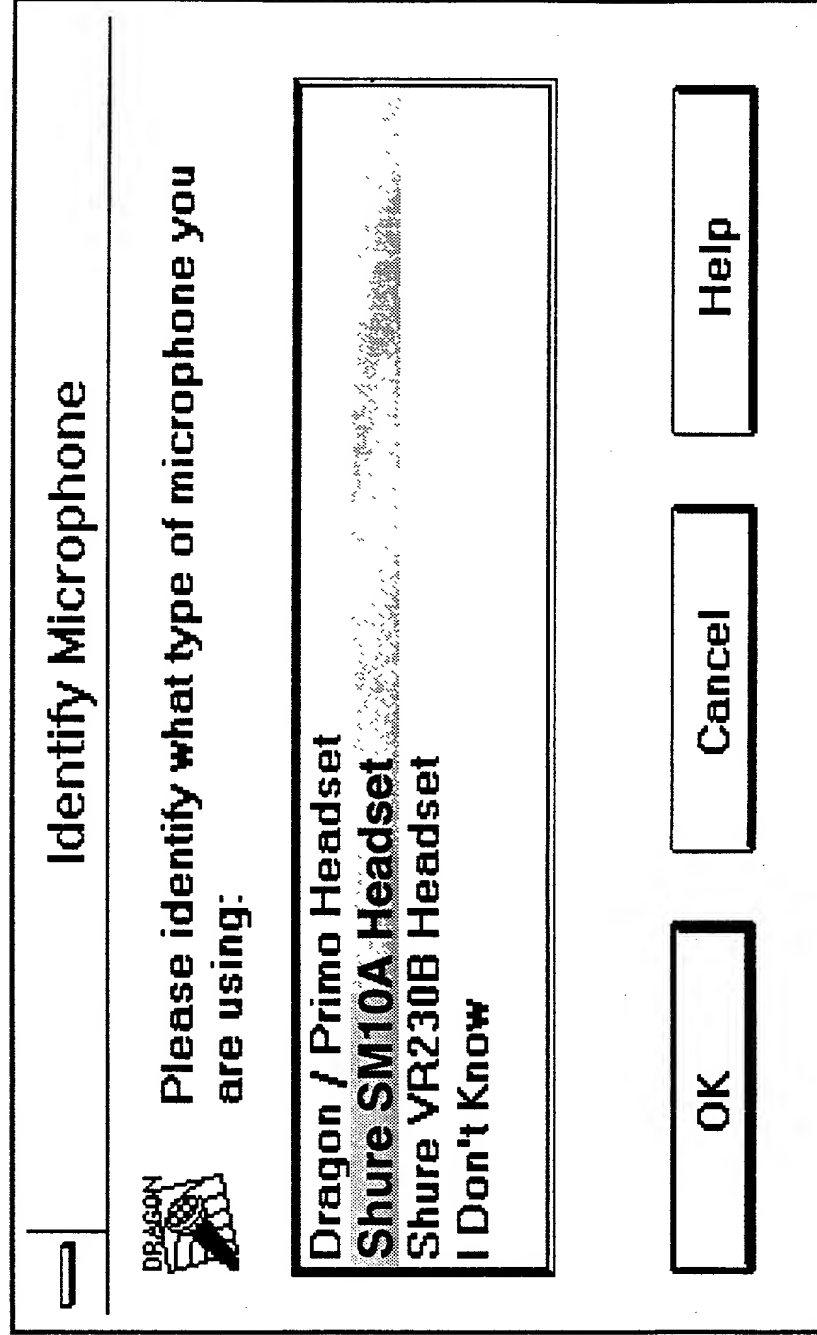 Identify Microphone
DRAGON
Please identify what type of microphone you
are using:
Dragon / Primo Headset
Shure SM10A Headset
Shure VR230B Headset
I Don't Know
OK
Cancel
Help